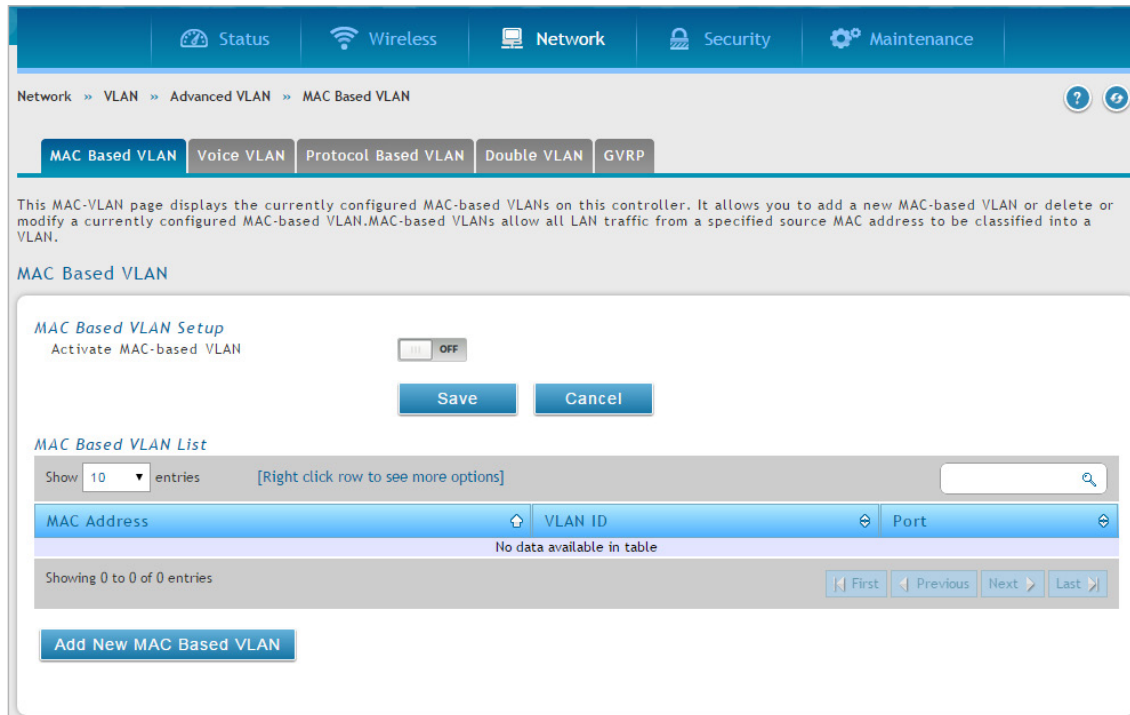 Status Wireless Network Security Maintenance
Network » VLAN » Advanced VLAN » MAC Based VLAN
MAC Based VLAN Voice VLAN Protocol Based VLAN Double VLAN GVRP
This MAC-VLAN page displays the currently configured MAC-based VLANs on this controller. It allows you to add a new MAC-based VLAN or delete or
modify a currently configured MAC-based VLAN.MAC-based VLANs allow all LAN traffic from a specified source MAC address to be classified into a
VLAN.
MAC Based VLAN
MAC Based VLAN Setup
Activate MAC-based VLAN OFF
Save Cancel
MAC Based VLAN List
Show 10 entries [Right click row to see more options]
MAC Address VLAN ID Port
No data available in table
Showing 0 to 0 of 0 entries First Previous Next Last
Add New MAC Based VLAN